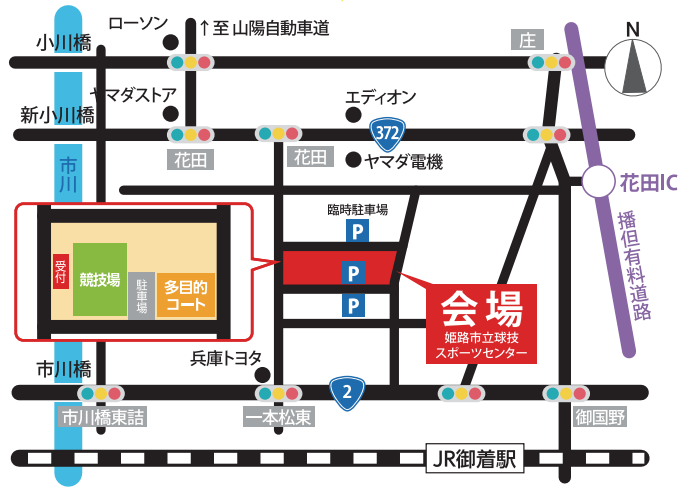 ローソン
↑至 山陽自動車道
小川橋
庄
N
ヤマダストア
エディオン
新小川橋
372
花田
花田
ヤマダ電機
市川
花田IC
播但有料道路
臨時駐車場
P
受付
競技場
駐車場
多目的
コート
P
P
会場
姫路市立球技
スポーツセンター
兵庫トヨタ
市川橋
2
市川橋東詰
一本松東
御国野
JR御着駅